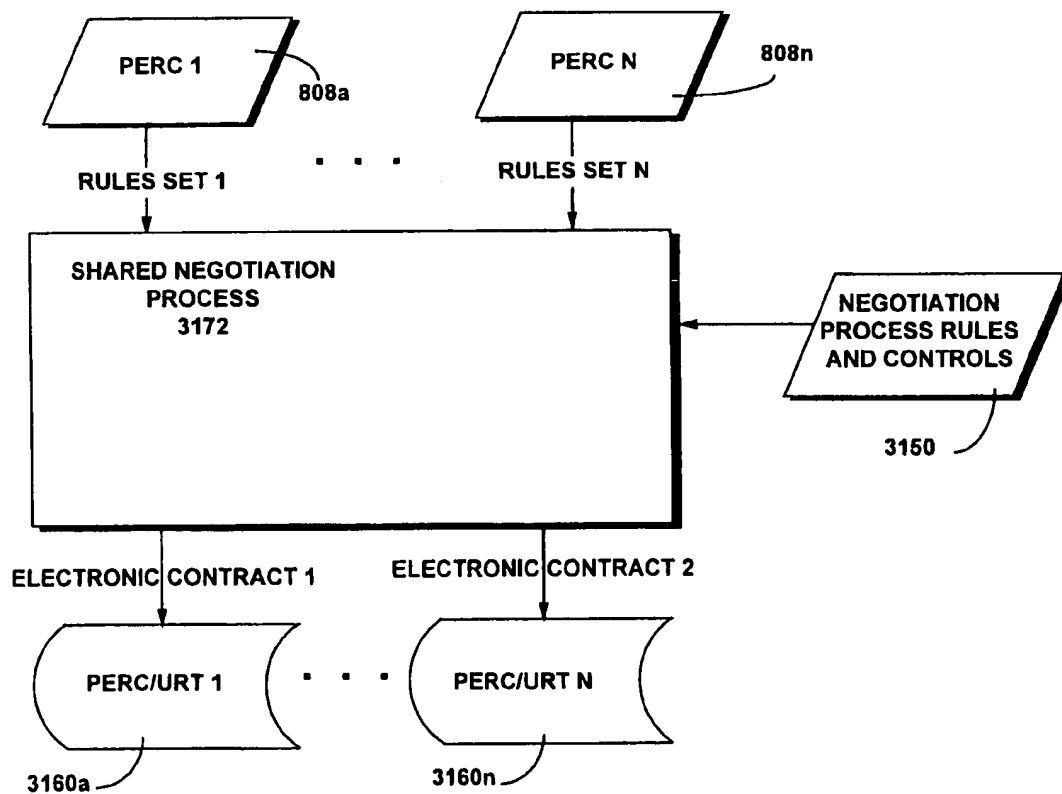 PERC 1
808a
PERC N
808n
RULES SET 1
RULES SET N
SHARED NEGOTIATION
PROCESS
3172
NEGOTIATION
PROCESS RULES
AND CONTROLS
3150
ELECTRONIC CONTRACT 1
ELECTRONIC CONTRACT 2
PERC/URT 1
PERC/URT N
3160a
3160n